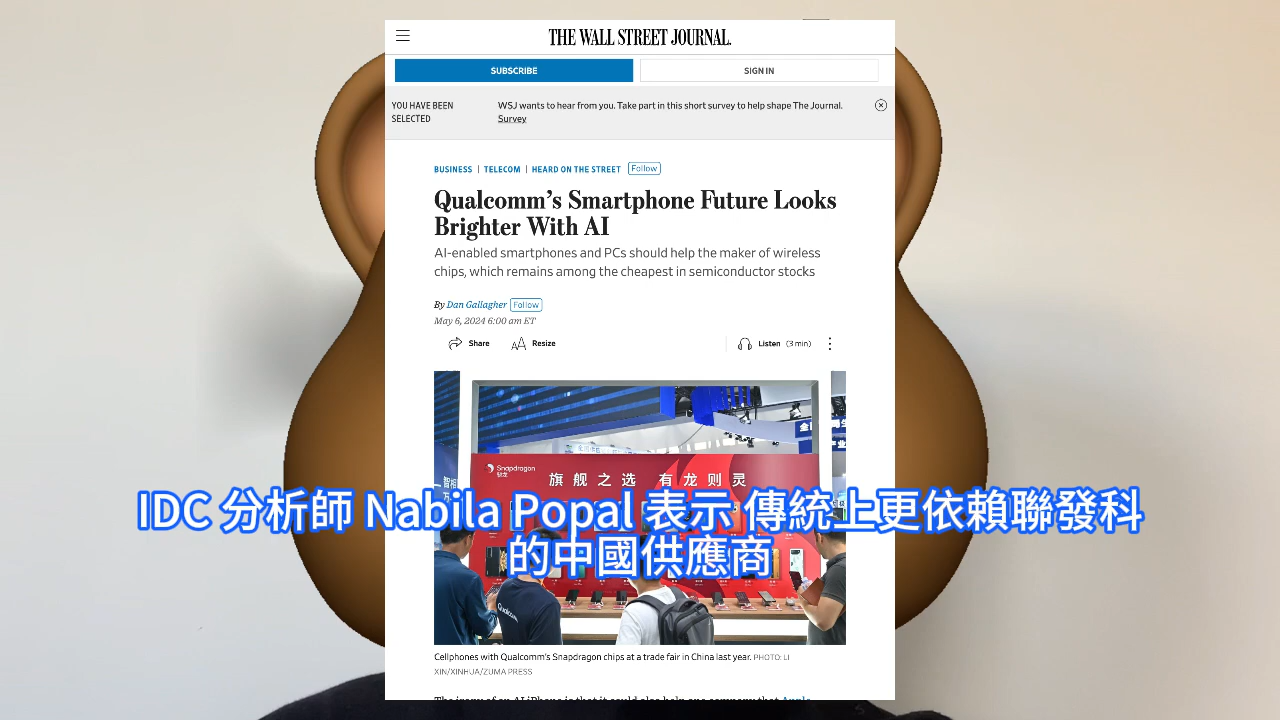 THE WALL STREET JOURNAL.
SUBSCRIBE
SIGN IN
YOU HAVE BEEN
SELECTED
WSJ wants to hear from you. Take part in this short survey to help shape The Journal.
Survey
BUSINESS | TELECOM | HEARD ON THE STREET Follow
Qualcomm's Smartphone Future Looks
Brighter With AI
AI-enabled smartphones and PCs should help the maker of wireless
chips, which remains among the cheapest in semiconductor stocks
By Dan Gallagher Follow
May 6, 2024 6:00 am ET
Share Resize Listen (3 min)
Snapdragon
骁龙
旗舰之选 有龙则灵
IDC 分析師 Nabila Popal 表示 傳統上更依賴聯發科
的中國供應商
Qualcomm
Cellphones with Qualcomm's Snapdragon chips at a trade fair in China last year. PHOTO: LI
XIN/XINHUA/ZUMA PRESS